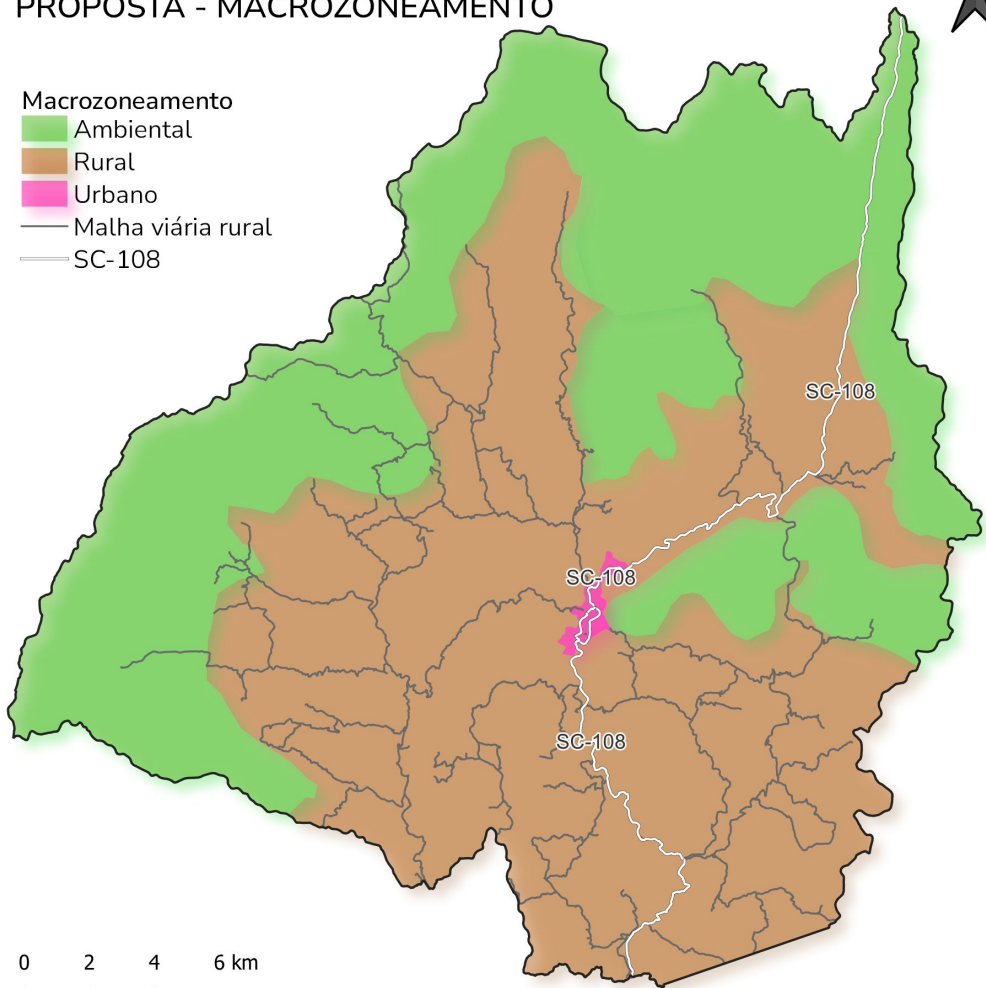 PROPOSTA - MACROZONEAMENTO
Macrozoneamento
Ambiental
Rural
Urbano
Malha viária rural
SC-108
SC-108
SC-108
SC-108
0 2 4 6 km